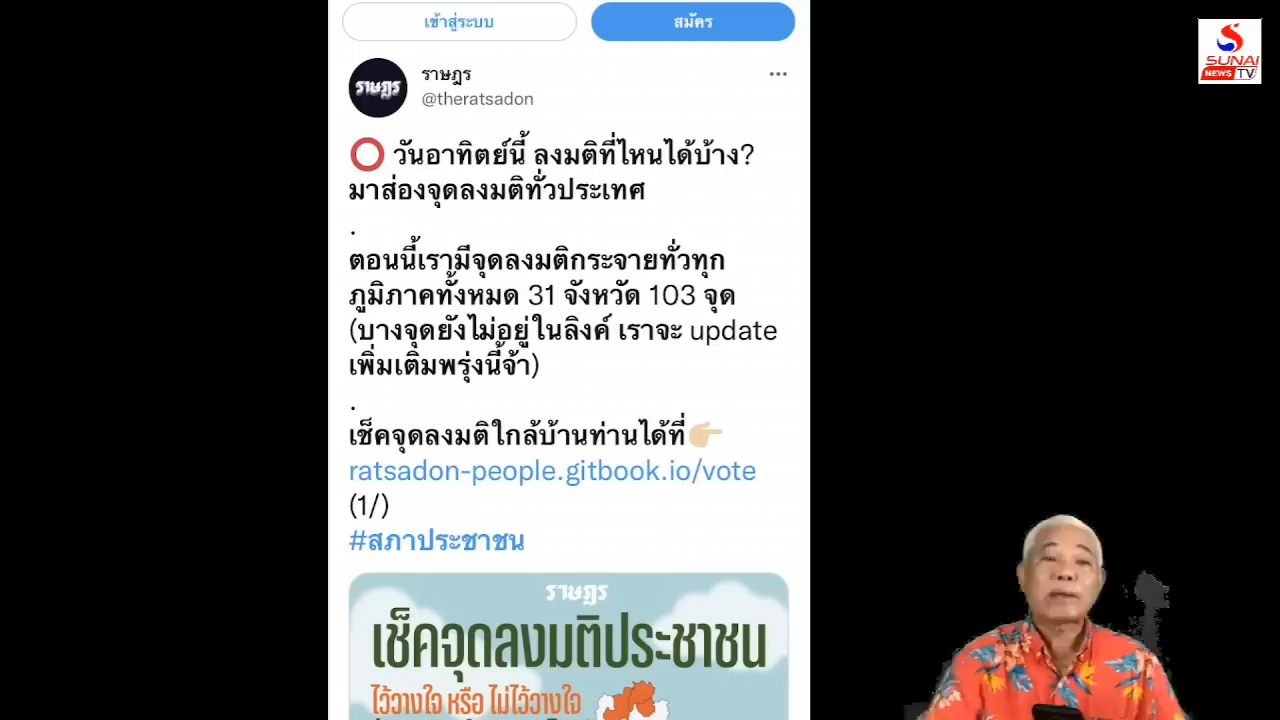 เข้าสู่ระบบ
สมัคร
SUNAI
NEWS TV
ราษฎร
ราษฎร
@theratsadon
วันอาทิตย์นี้ ลงมติที่ไหนได้บ้าง?
มาส่องจุดลงมติทั่วประเทศ
.
ตอนนี้เรามีจุดลงมติกระจายทั่วทุก
ภูมิภาคทั้งหมด 31 จังหวัด 103 จุด
(บางจุดยังไม่อยู่ในลิงค์ เราจะ update
เพิ่มเติมพรุ่งนี้จ้า)
.
เช็คจุดลงมติใกล้บ้านท่านได้ที่👉🏼
ratsadon-people.gitbook.io/vote
(1/)
#สภาประชาชน
ราษฎร
เช็คจุดลงมติประชาชน
ไว้วางใจ หรือ ไม่ไว้วางใจ